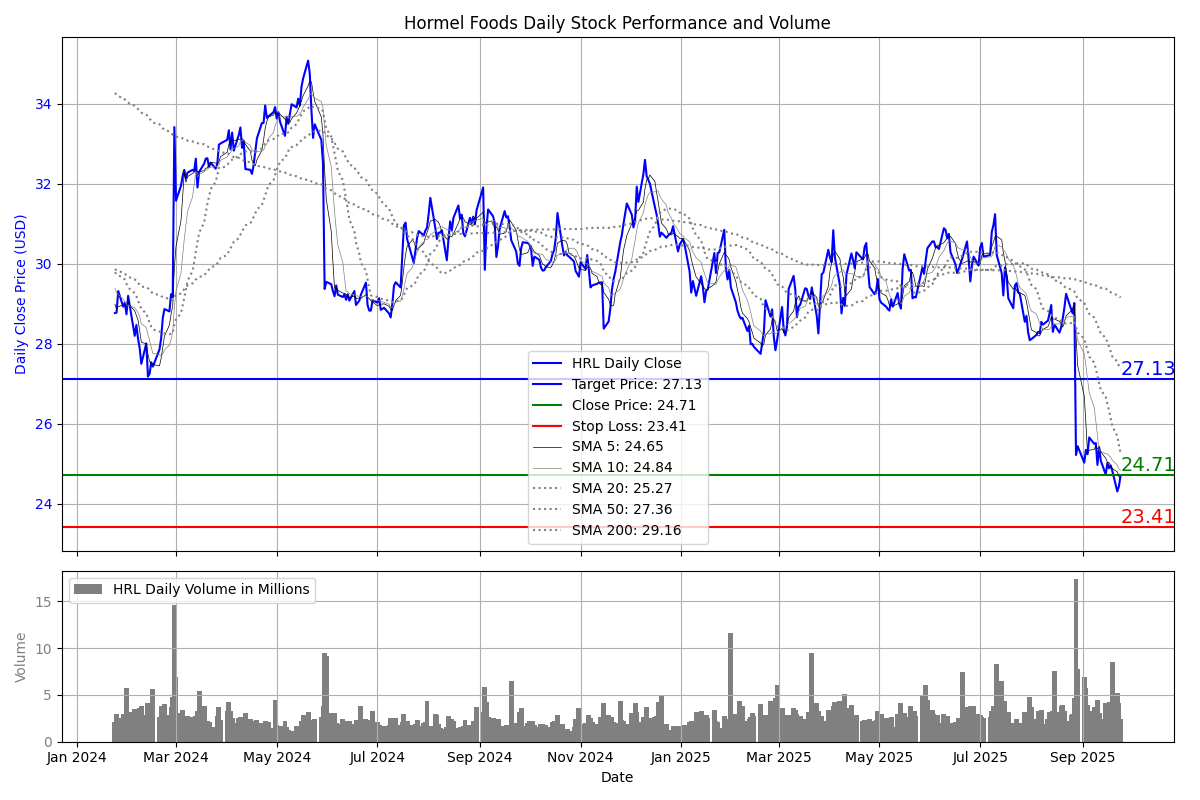 Hormel Foods Daily Stock Performance and Volume
Daily Close Price (USD)
34
32
30
28
26
24
HRL Daily Close
Target Price: 27.13
Close Price: 24.71
Stop Loss: 23.41
SMA 5: 24.65
SMA 10: 24.84
SMA 20: 25.27
SMA 50: 27.36
SMA 200: 29.16
27.13
24.71
23.41
HRL Daily Volume in Millions
Volume
15
10
5
0
Jan 2024 Mar 2024 May 2024 Jul 2024 Sep 2024 Nov 2024 Jan 2025 Mar 2025 May 2025 Jul 2025 Sep 2025
Date